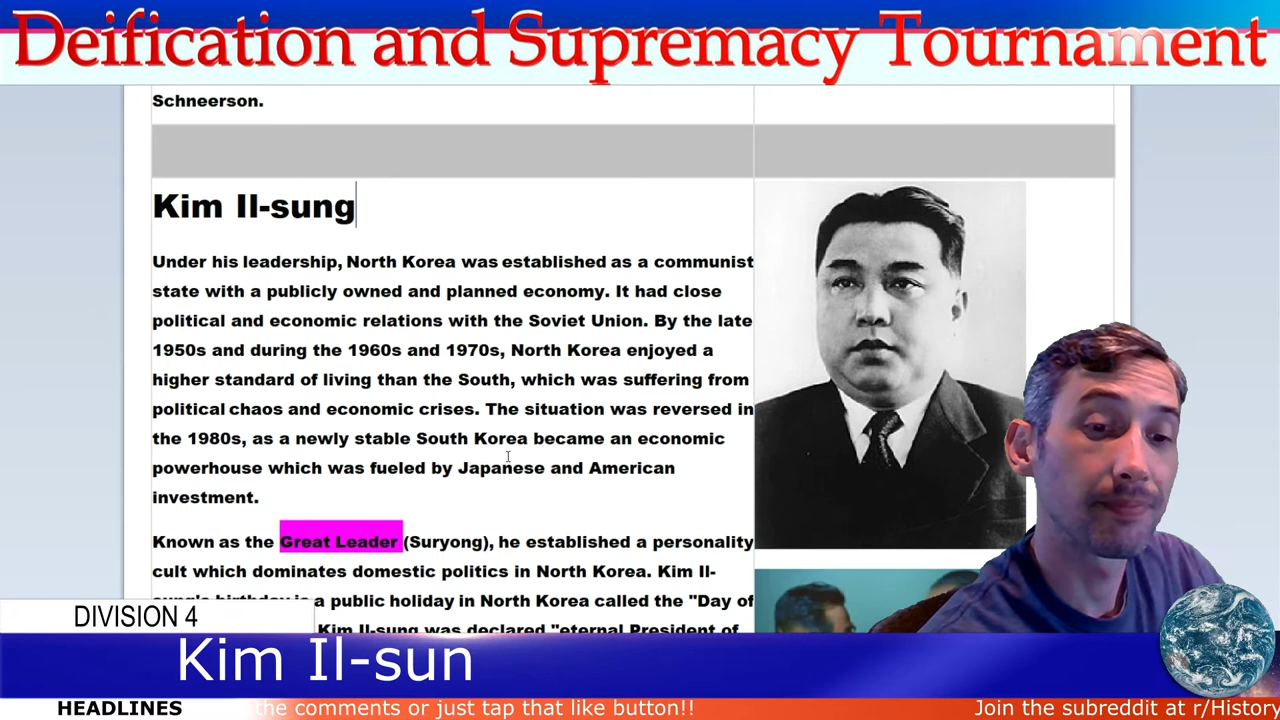 Deification and Supremacy Tournament
Schneerson.
Kim Il-sung
Under his leadership, North Korea was established as a communist
state with a publicly owned and planned economy. It had close
political and economic relations with the Soviet Union. By the late
1950s and during the 1960s and 1970s, North Korea enjoyed a
higher standard of living than the South, which was suffering from
political chaos and economic crises. The situation was reversed in
the 1980s, as a newly stable South Korea became an economic
powerhouse which was fueled by Japanese and American
investment.
Known as the Great Leader (Suryong), he established a personality
cult which dominates domestic politics in North Korea. Kim Il-
sung's birthday is a public holiday in North Korea called the "Day of
Kim Il-sung was declared "eternal President of
DIVISION 4
Kim Il-sun
HEADLINES the comments or just tap that like button!! Join the subreddit at r/History